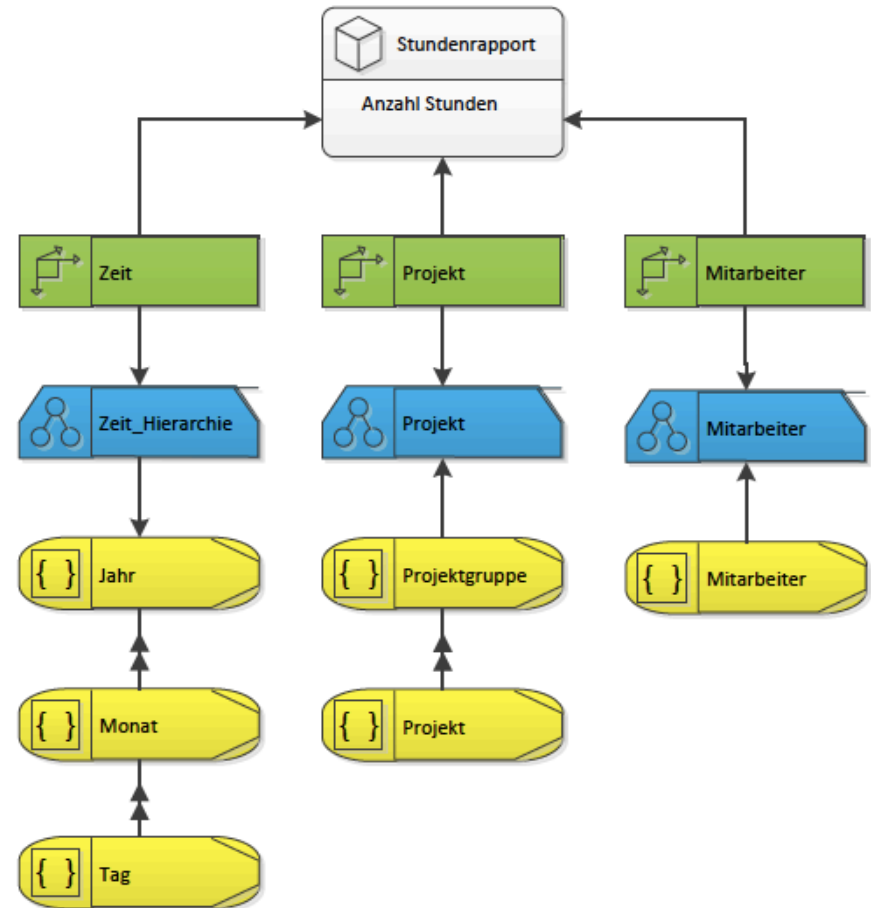 Stundenrapport
Anzahl Stunden
Zeit
Projekt
Mitarbeiter
Zeit_Hierarchie
Projekt
Mitarbeiter
{ } Jahr
{ } Projektgruppe
{ } Mitarbeiter
{ } Monat
{ } Projekt
{ } Tag